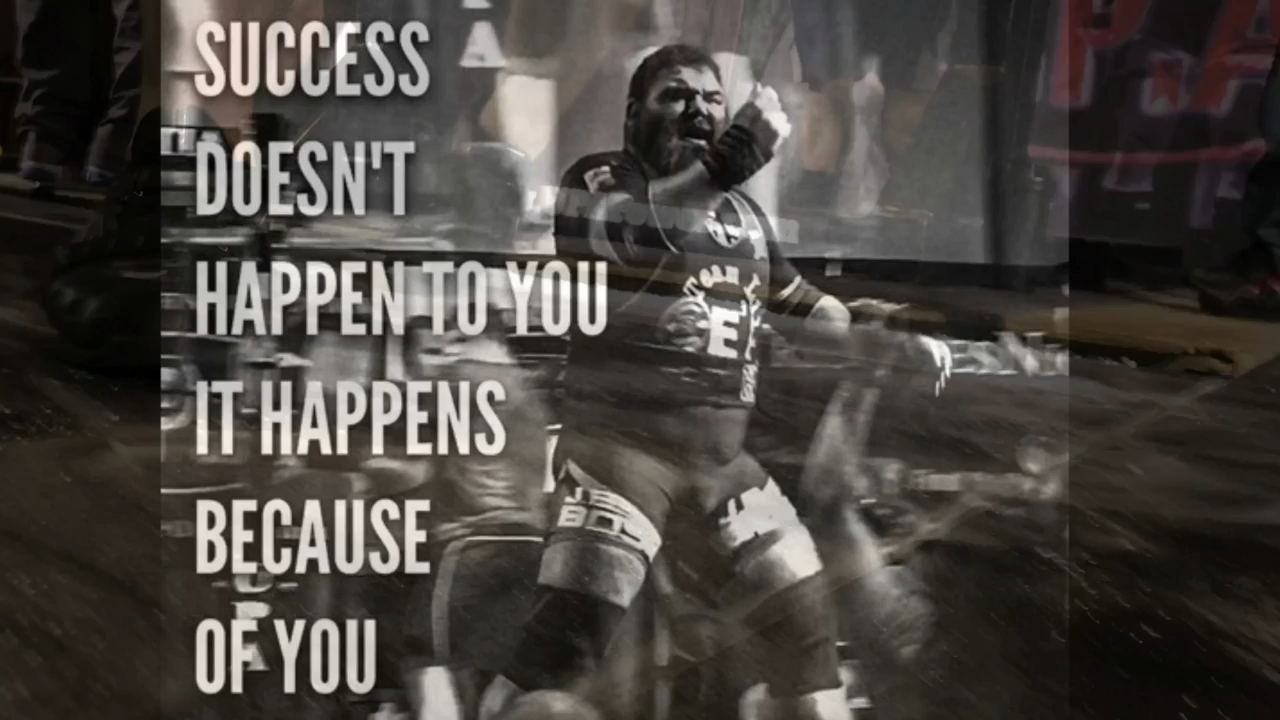 SUCCESS
DOESN'T
HAPPEN TO YOU
IT HAPPENS
BECAUSE
OF YOU